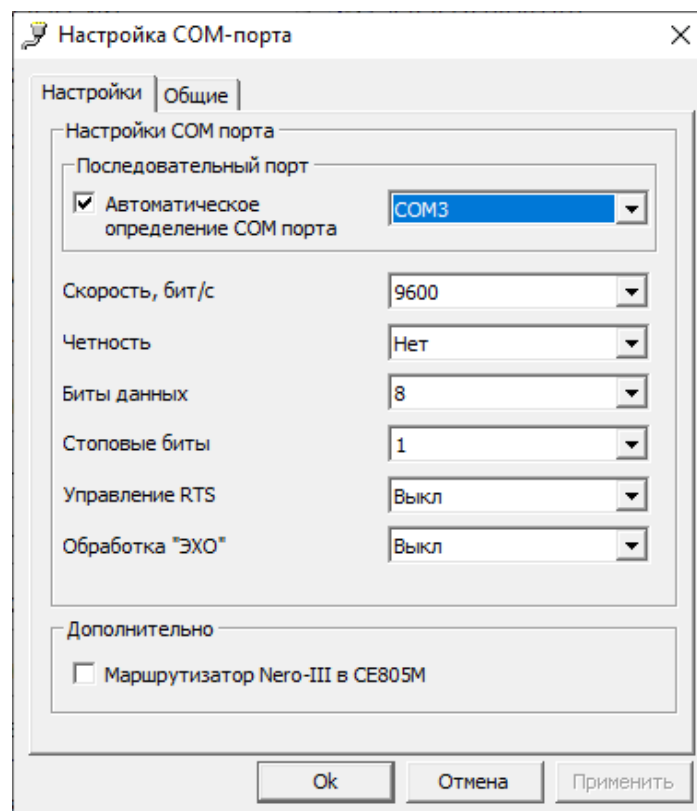 Настройка COM-порта
Настройки
Общие
Настройки COM порта
Последовательный порт
Автоматическое
определение COM порта
COM3
Скорость, бит/с
9600
Четность
Нет
Биты данных
8
Стоповые биты
1
Управление RTS
Выкл
Обработка "ЭХО"
Выкл
Дополнительно
Маршрутизатор Nero-III в CE805M
Ok
Отмена
Применить